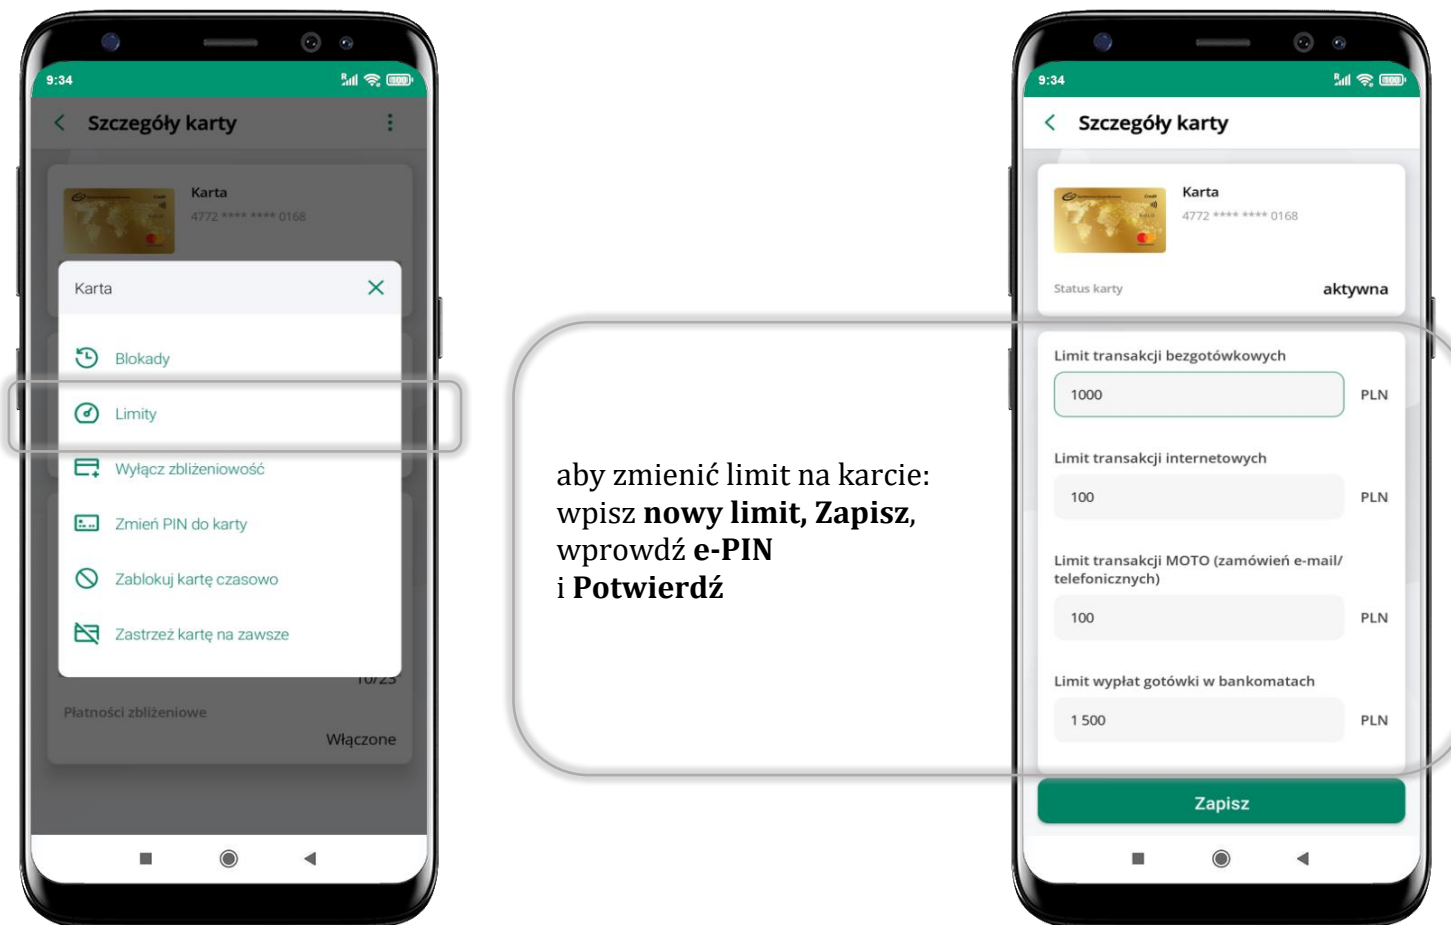 9:34
Szczegóły karty
Karta
4772 **** **** 0168
Karta
Blokady
Limity
Wyłącz zbliżeniowość
Zmień PIN do karty
Zablokuj kartę czasowo
Zastrzeż kartę na zawsze
10/25
Płatności zbliżeniowe
Włączone
aby zmienić limit na karcie:
wpisz nowy limit, Zapisz,
wprowdź e-PIN
i Potwierdź
9:34
Szczegóły karty
Karta
4772 **** **** 0168
Status karty aktywna
Limit transakcji bezgotówkowych
1000 PLN
Limit transakcji internetowych
100 PLN
Limit transakcji MOTO (zamówień e-mail/
telefonicznych)
100 PLN
Limit wypłat gotówki w bankomatach
1 500 PLN
Zapisz